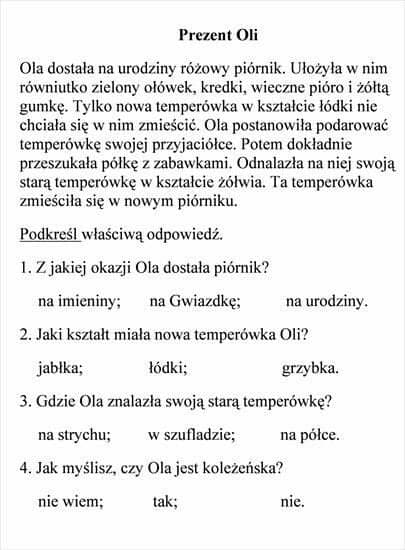 Prezent Oli
Ola dostała na urodziny różowy piórnik. Ułożyła w nim
równiutko zielony ołówek, kredki, wieczne pióro i żółtą
gumkę. Tylko nowa temperówka w kształcie łódki nie
chciała się w nim zmieścić. Ola postanowiła podarować
temperówkę swojej przyjaciółce. Potem dokładnie
przeszukała półkę z zabawkami. Odnalazła na niej swoją
starą temperówkę w kształcie żółwia. Ta temperówka
zmieściła się w nowym piórniku.
Podkreśl właściwą odpowiedź.
1. Z jakiej okazji Ola dostała piórnik?
na imieniny; na Gwiazdkę; na urodziny.
2. Jaki kształt miała nowa temperówka Oli?
jabłka; łódki; grzybka.
3. Gdzie Ola znalazła swoją starą temperówkę?
na strychu; w szufladzie; na półce.
4. Jak myślisz, czy Ola jest koleżeńska?
nie wiem; tak; nie.